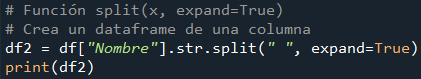 # Función split(x, expand=True)
# Crea un dataframe de una columna
df2 = df["Nombre"].str.split(" ", expand=True)
print(df2)